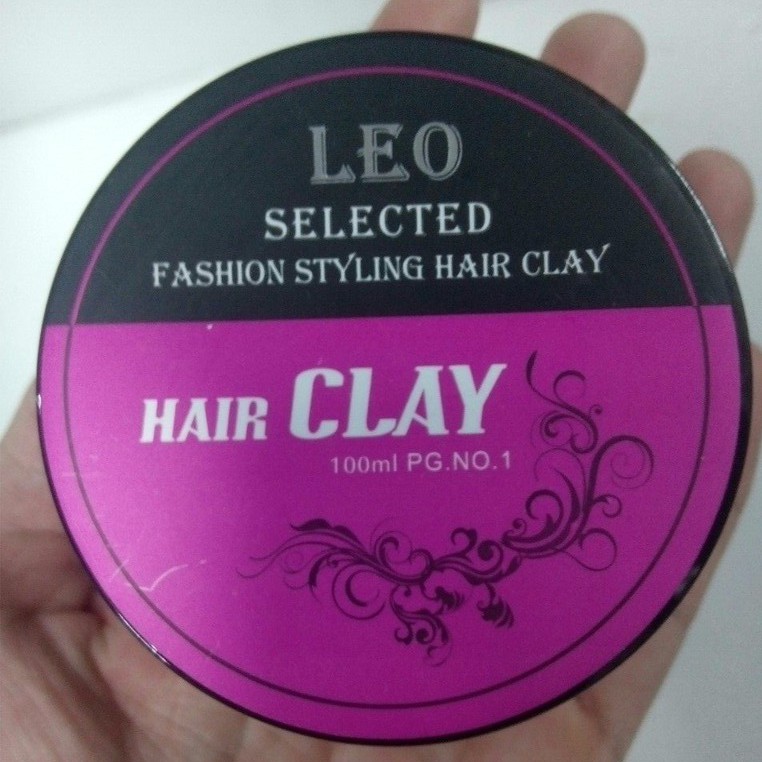 LEO
SELECTED
FASHION STYLING HAIR CLAY
HAIR CLAY
100ml PG.NO.1